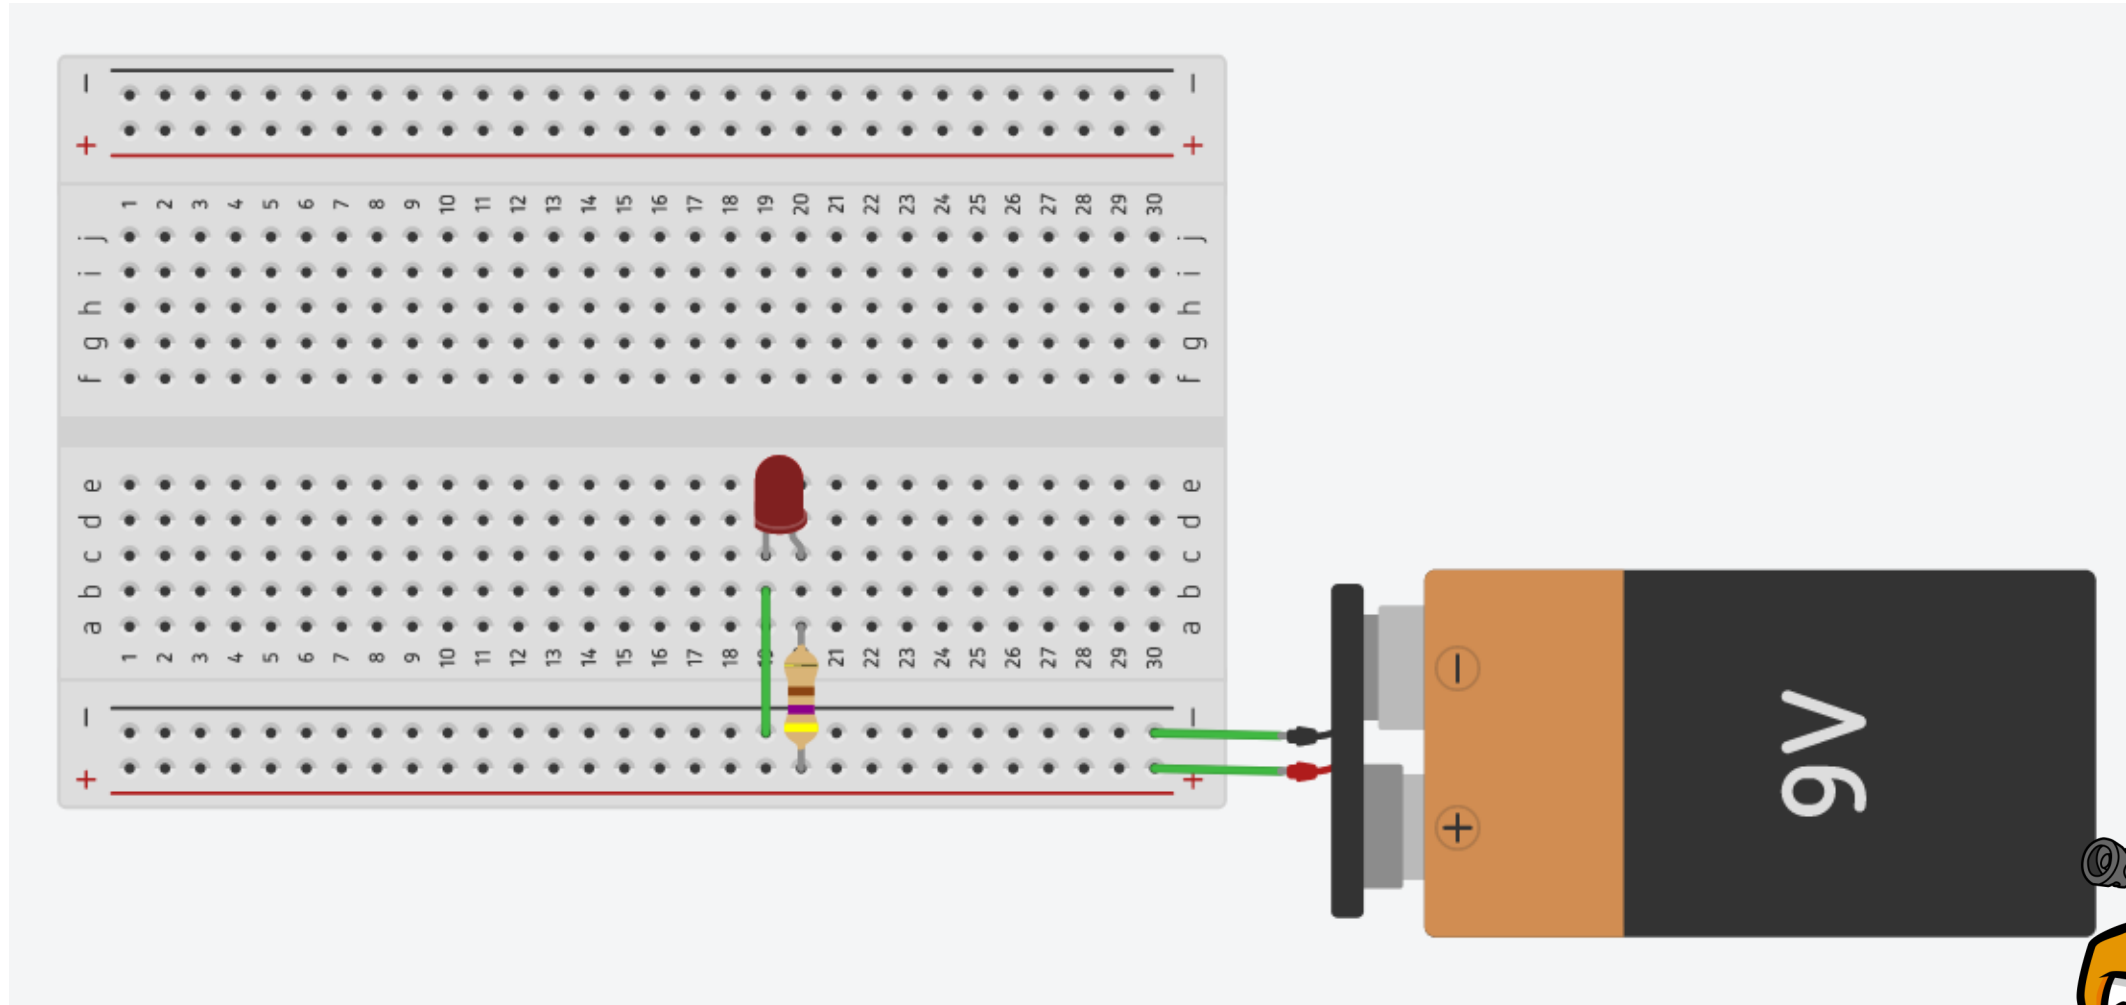 − −
+ +
1 2 3 4 5 6 7 8 9 10 11 12 13 14 15 16 17 18 19 20 21 22 23 24 25 26 27 28 29 30
j j
i i
h h
g g
f f
e e
d d
c c
b b
a a
1 2 3 4 5 6 7 8 9 10 11 12 13 14 15 16 17 18 21 22 23 24 25 26 27 28 29 30
− −
+ +
−
+
9V